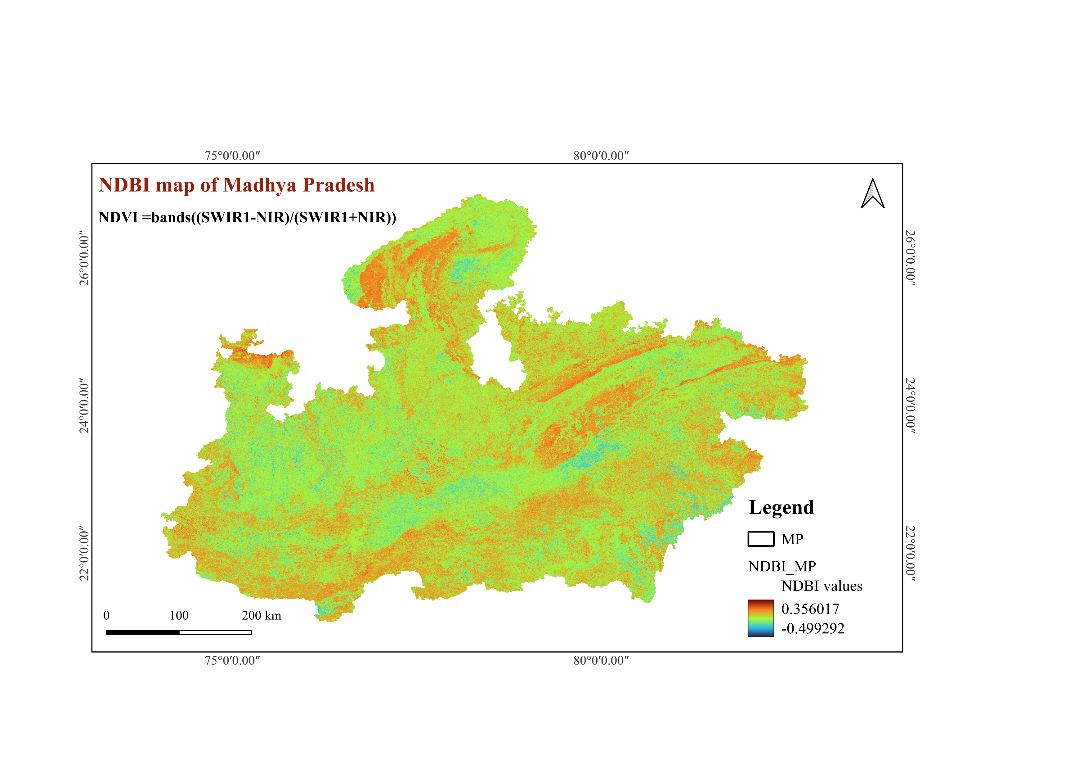 75°0'0.00″ 80°0'0.00″
NDBI map of Madhya Pradesh
NDVI =bands((SWIR1-NIR)/(SWIR1+NIR))
26°0'0.00″ 26°0'0.00″
24°0'0.00″ 24°0'0.00″
22°0'0.00″ 22°0'0.00″
Legend
MP
NDBI_MP
NDBI values
0.356017
-0.499292
0 100 200 km
75°0'0.00″ 80°0'0.00″